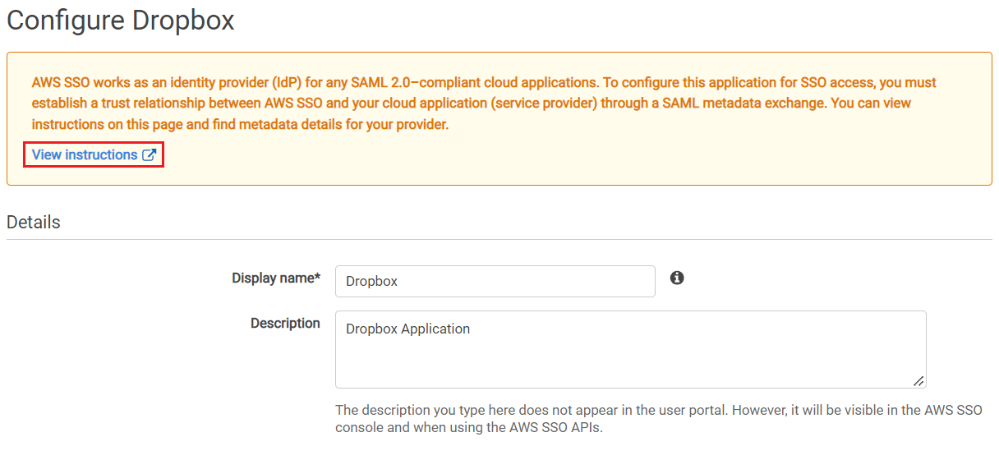 Configure Dropbox
AWS SSO works as an identity provider (IdP) for any SAML 2.0–compliant cloud applications. To configure this application for SSO access, you must
establish a trust relationship between AWS SSO and your cloud application (service provider) through a SAML metadata exchange. You can view
instructions on this page and find metadata details for your provider.
View instructions
Details
Display name*
Dropbox
Description
Dropbox Application
The description you type here does not appear in the user portal. However, it will be visible in the AWS SSO
console and when using the AWS SSO APIs.